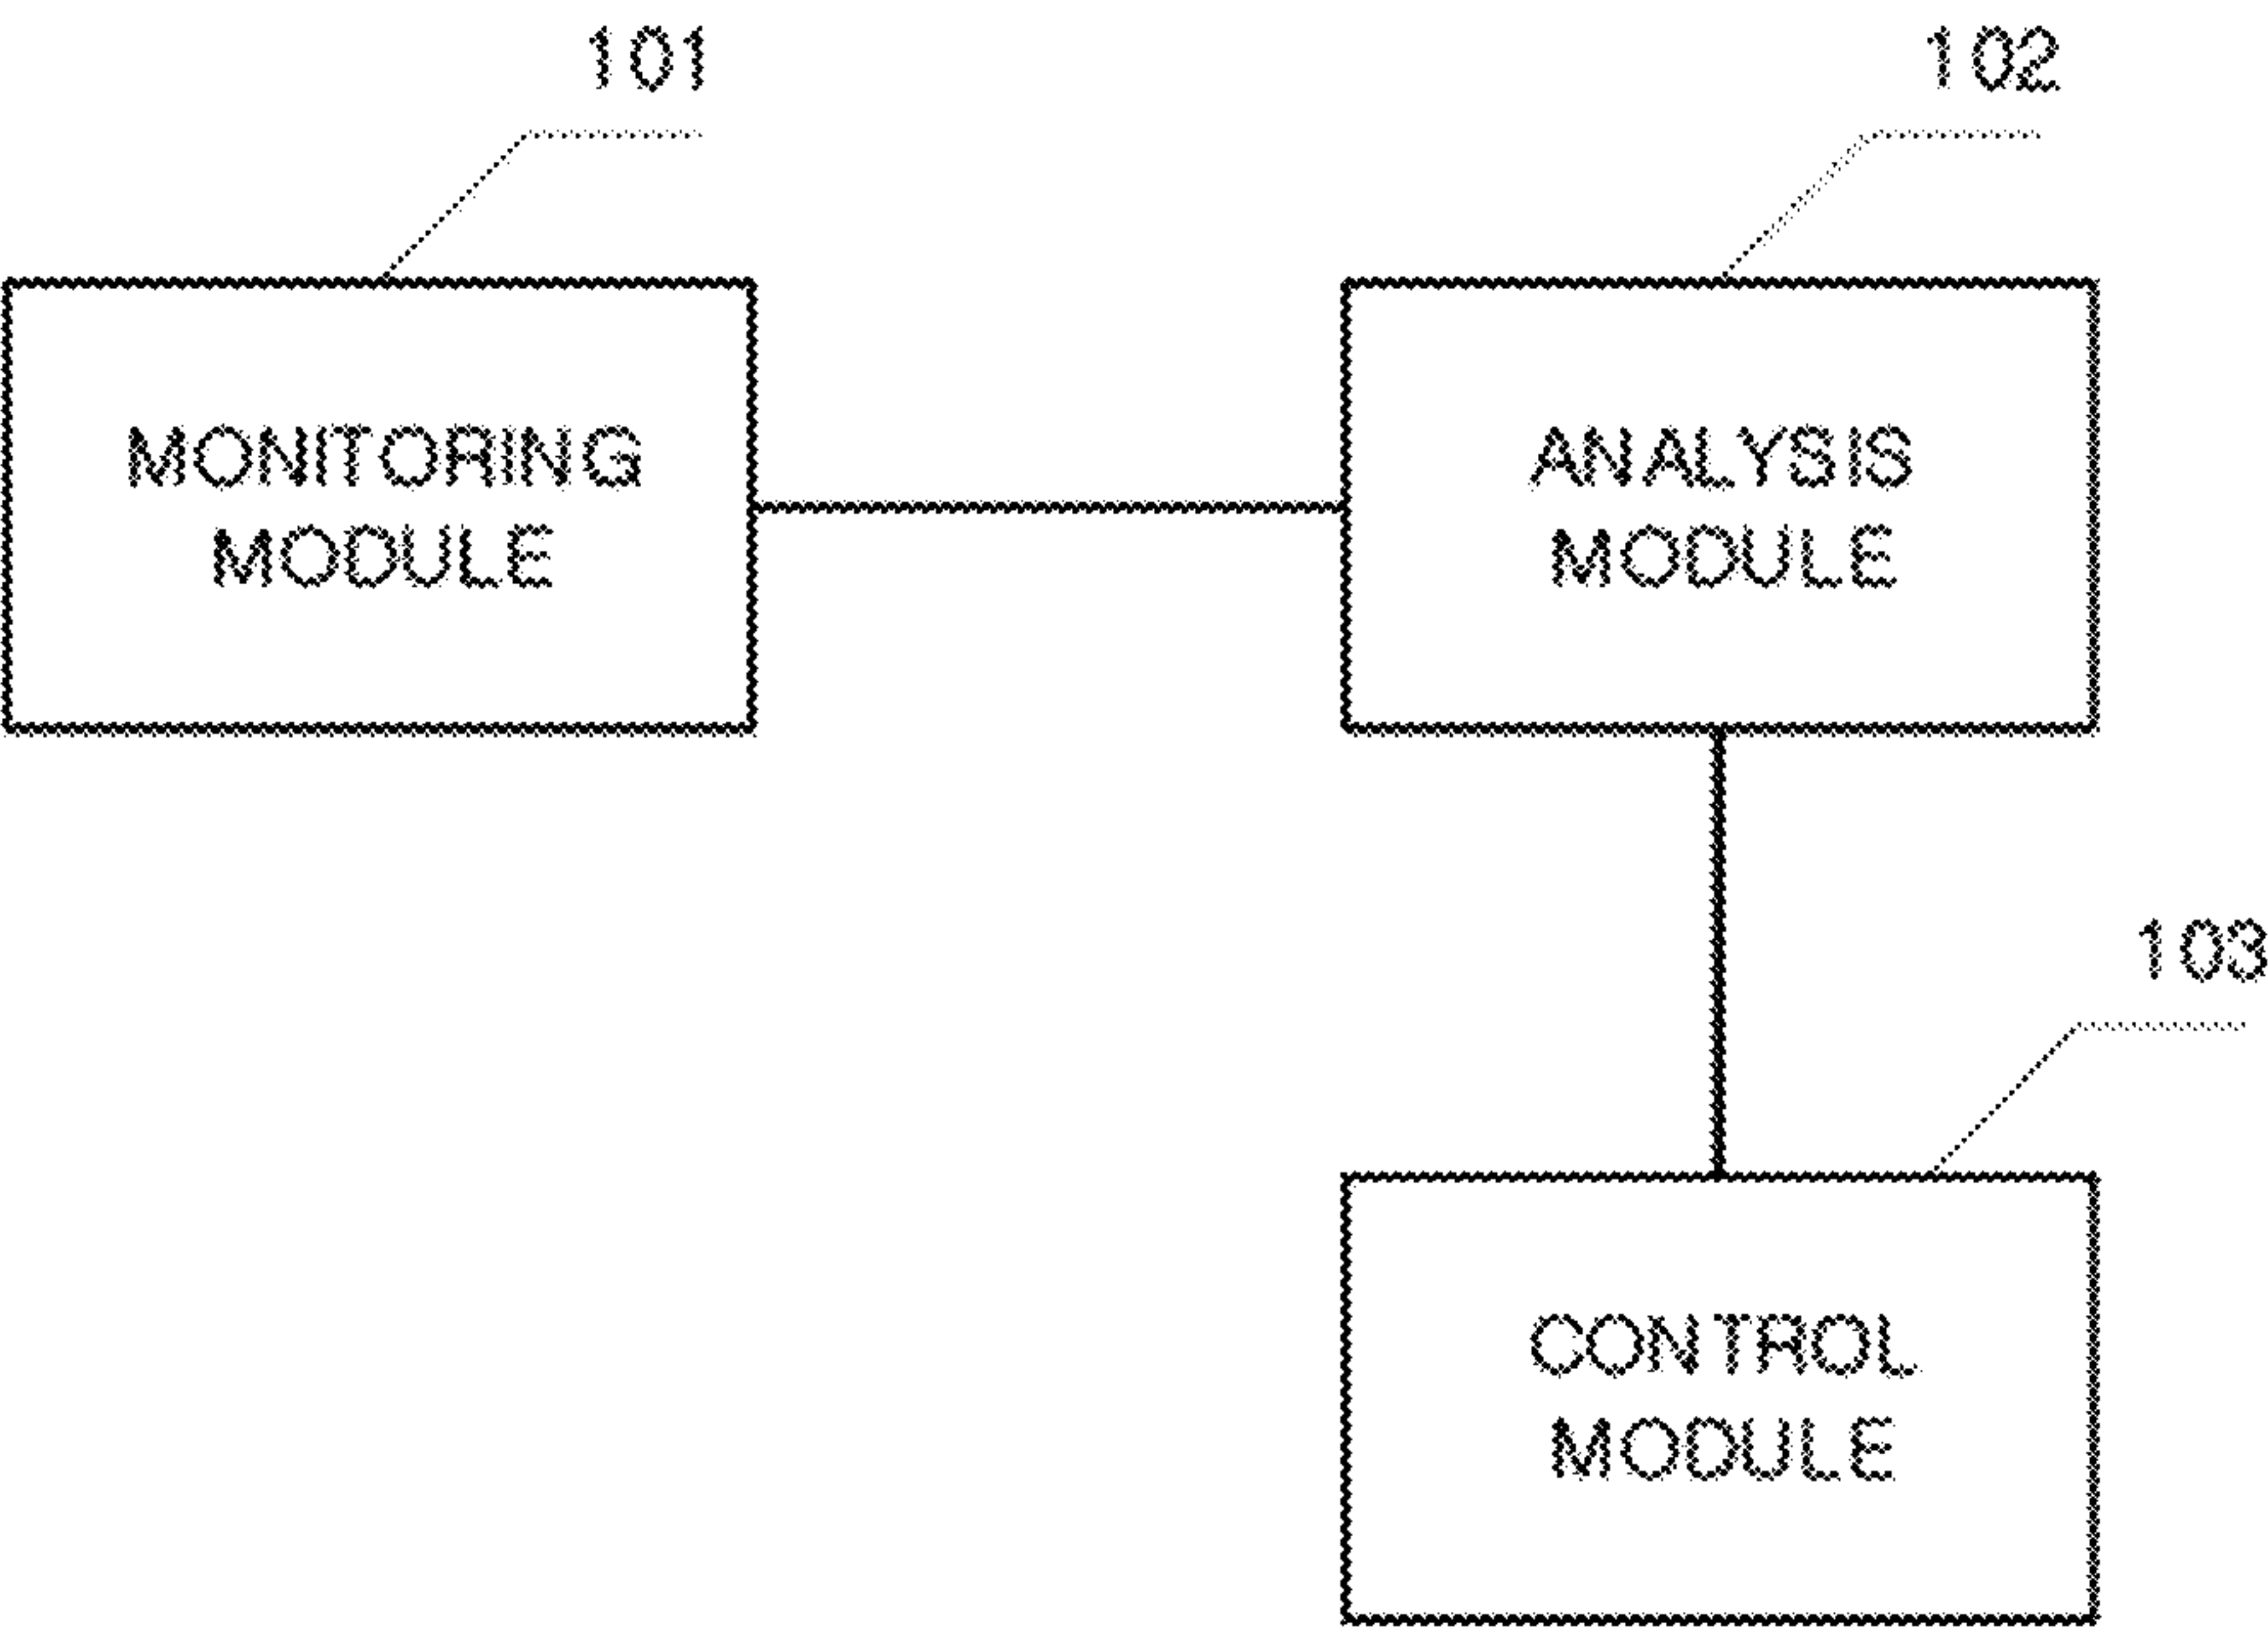 101
102
MONITORING
MODULE
ANALYSIS
MODULE
103
CONTROL
MODULE